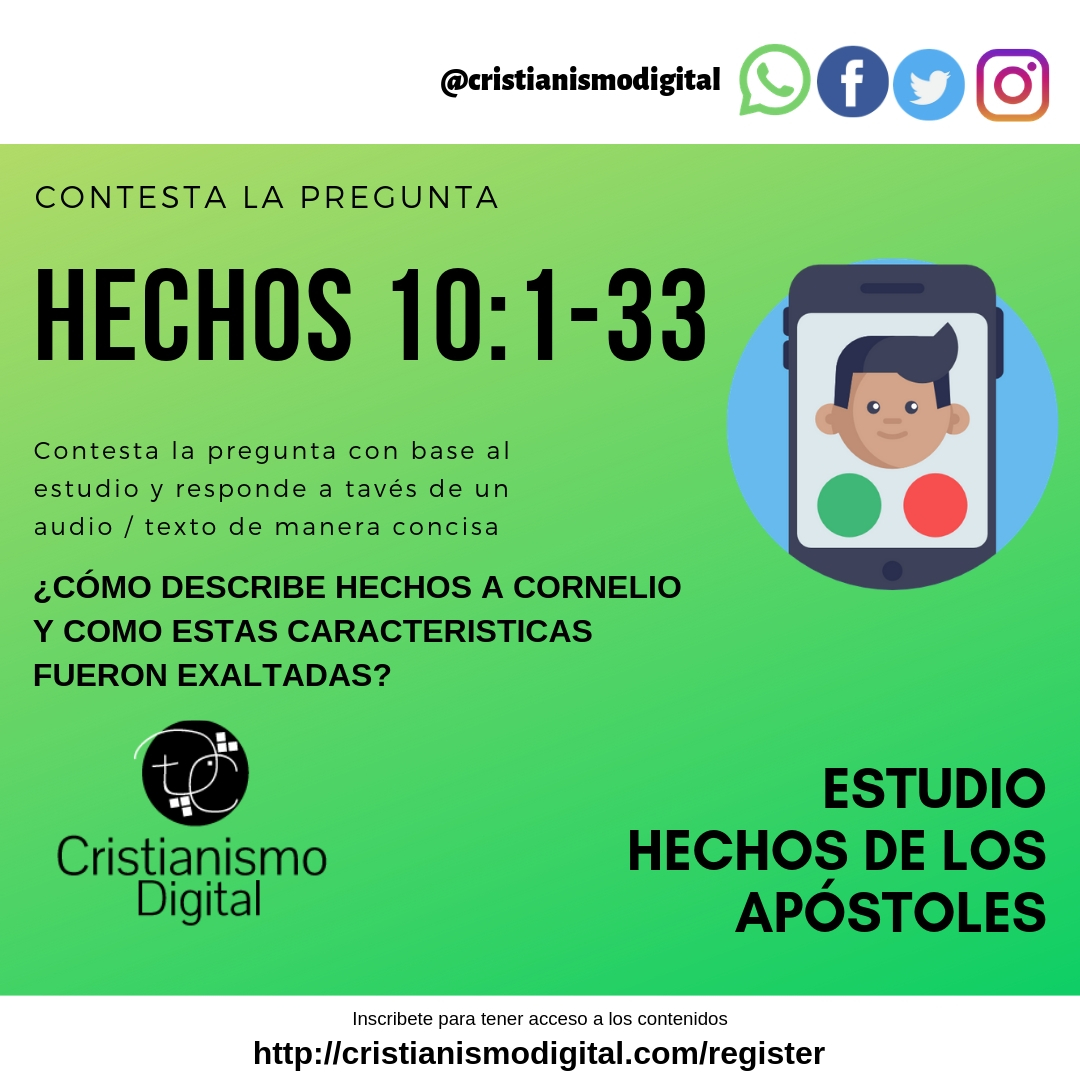 @cristianismodigital
CONTESTA LA PREGUNTA
HECHOS 10:1-33
Contesta la pregunta con base al
estudio y responde a tavés de un
audio / texto de manera concisa
¿CÓMO DESCRIBE HECHOS A CORNELIO
Y COMO ESTAS CARACTERISTICAS
FUERON EXALTADAS?
Cristianismo
Digital
ESTUDIO
HECHOS DE LOS
APÓSTOLES
Inscribete para tener acceso a los contenidos
http://cristianismodigital.com/register